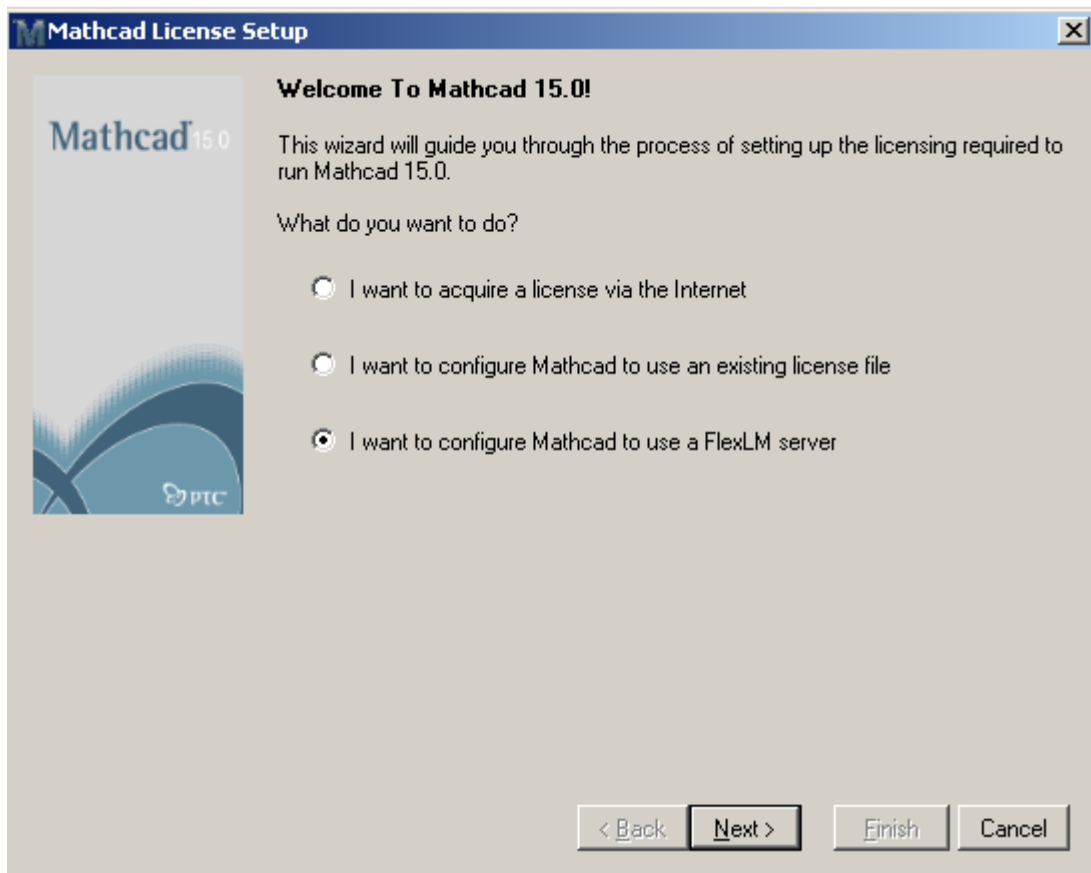 Mathcad License Setup
Welcome To Mathcad 15.0!
Mathcad 15.0
This wizard will guide you through the process of setting up the licensing required to
run Mathcad 15.0.
What do you want to do?
I want to acquire a license via the Internet
I want to configure Mathcad to use an existing license file
I want to configure Mathcad to use a FlexLM server
PTC
< Back
Next >
Finish
Cancel